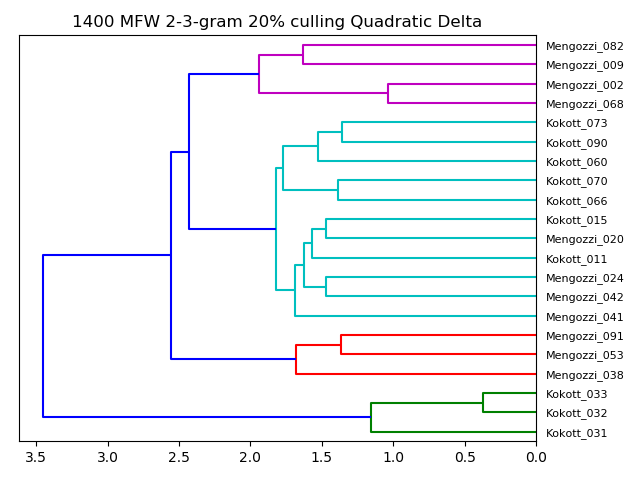 1400 MFW 2-3-gram 20% culling Quadratic Delta
Mengozzi_082
Mengozzi_009
Mengozzi_002
Mengozzi_068
Kokott_073
Kokott_090
Kokott_060
Kokott_070
Kokott_066
Kokott_015
Mengozzi_020
Kokott_011
Mengozzi_024
Mengozzi_042
Mengozzi_041
Mengozzi_091
Mengozzi_053
Mengozzi_038
Kokott_033
Kokott_032
Kokott_031
3.5 3.0 2.5 2.0 1.5 1.0 0.5 0.0